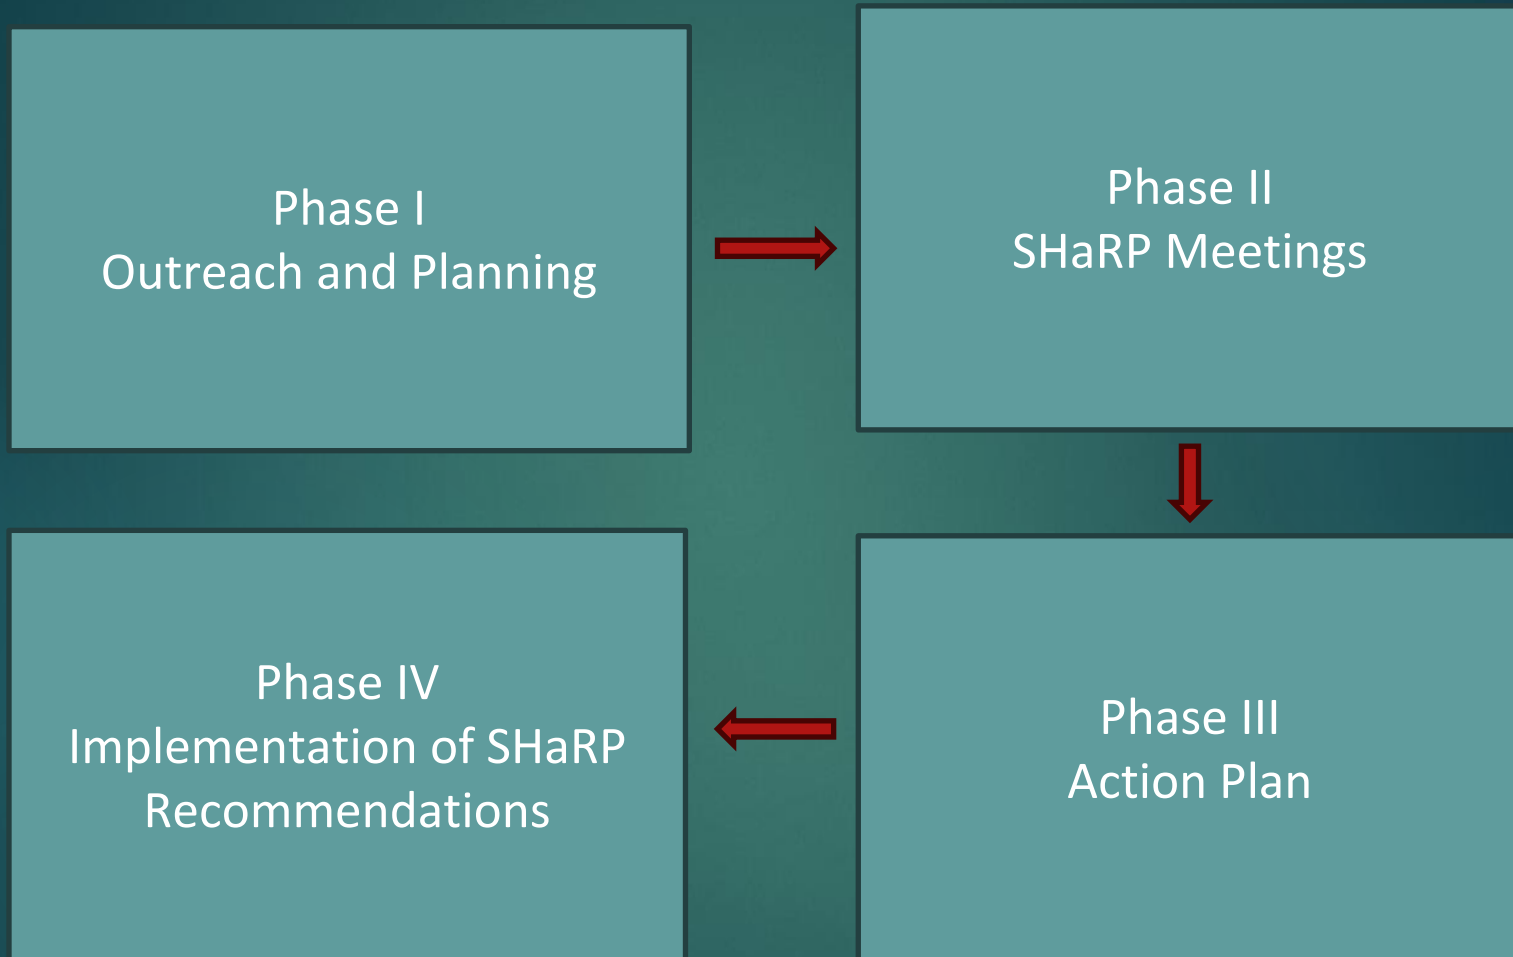 Phase I
Outreach and Planning
Phase II
SHaRP Meetings
Phase III
Action Plan
Phase IV
Implementation of SHaRP
Recommendations